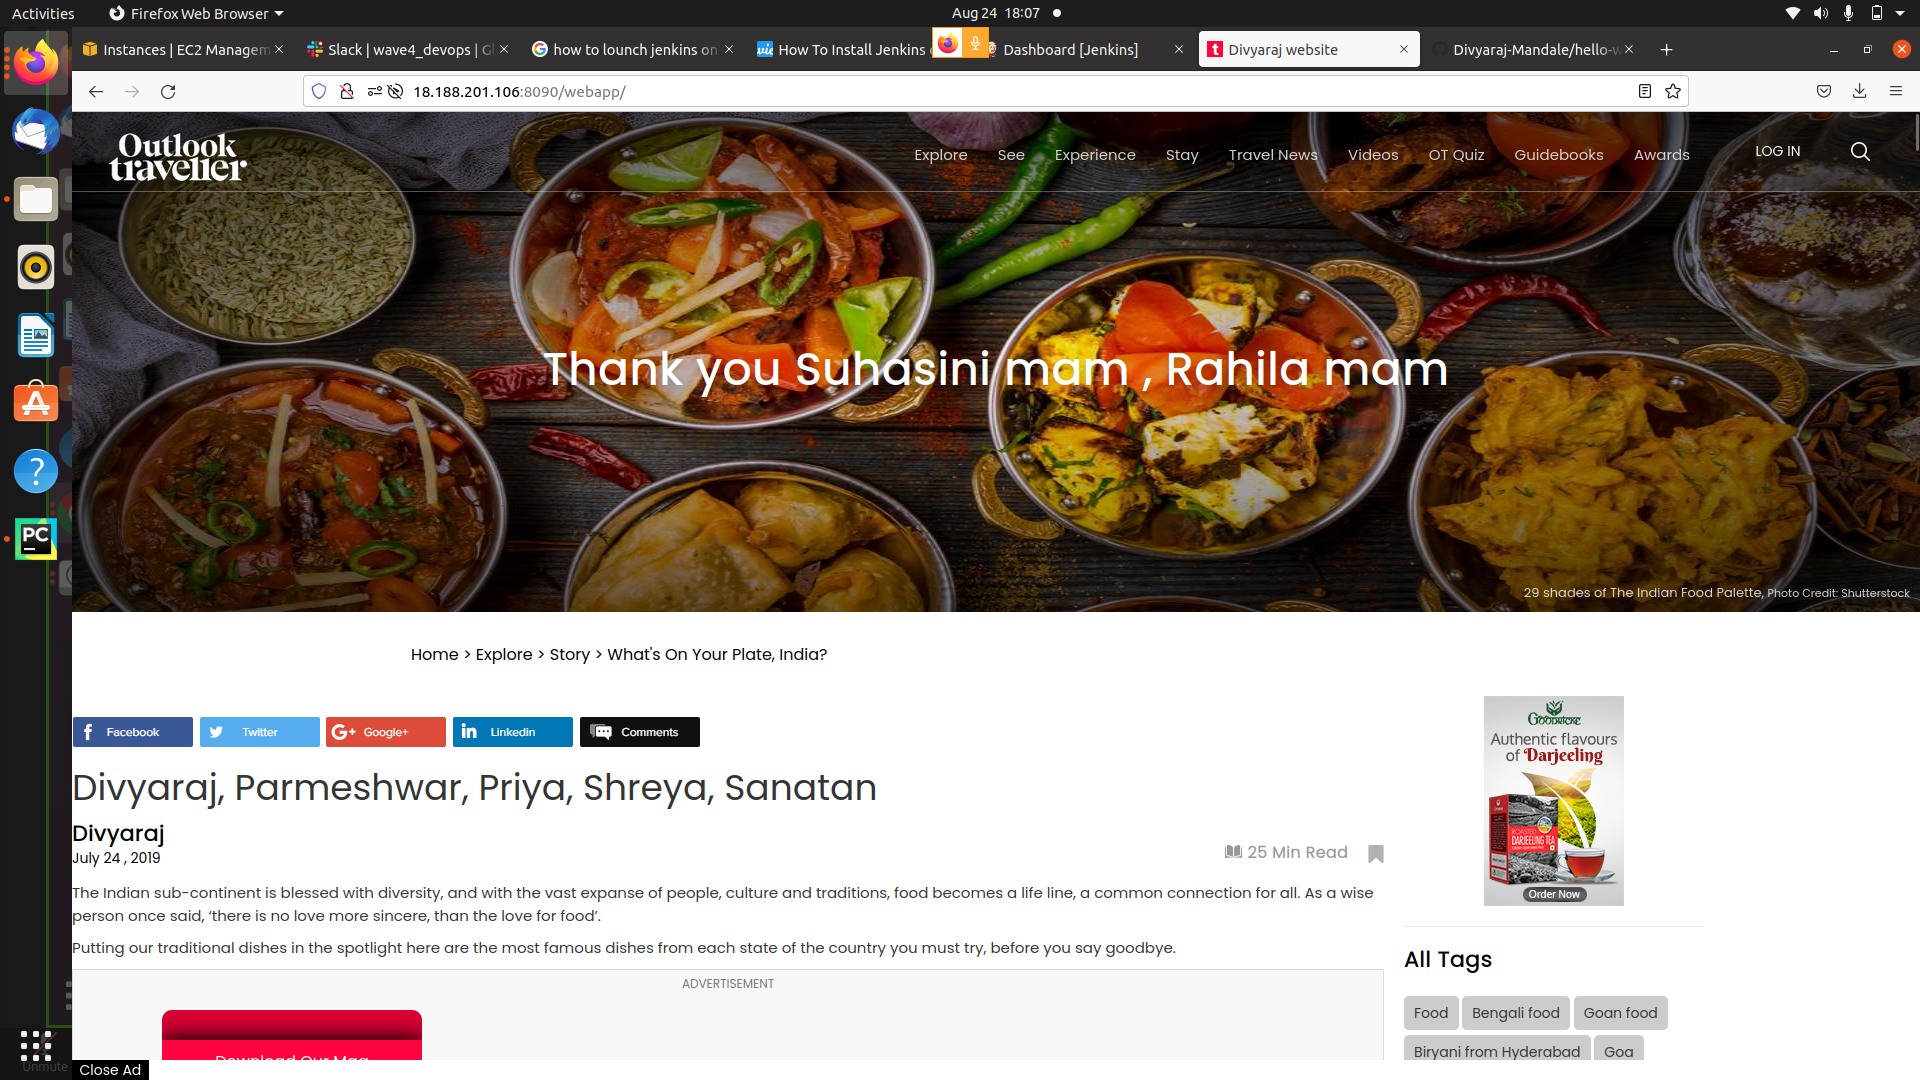 Activities
Firefox Web Browser
Aug 24 18:07
Instances | EC2 Managem
Slack | wave4_devops | Gl
how to lounch jenkins on
How To Install Jenkins
Dashboard [Jenkins]
Divyaraj website
Divyaraj-Mandale/hello-w
18.188.201.106:8090/webapp/
Outlook
traveller
Explore
See
Experience
Stay
Travel News
Videos
OT Quiz
Guidebooks
Awards
LOG IN
Thank you Suhasini mam , Rahila mam
29 shades of The Indian Food Palette, Photo Credit: Shutterstock
Home > Explore > Story > What's On Your Plate, India?
Facebook
Twitter
Google+
Linkedin
Comments
Divyaraj, Parmeshwar, Priya, Shreya, Sanatan
Divyaraj
July 24 , 2019
25 Min Read
The Indian sub-continent is blessed with diversity, and with the vast expanse of people, culture and traditions, food becomes a life line, a common connection for all. As a wise
person once said, ‘there is no love more sincere, than the love for food’.
Putting our traditional dishes in the spotlight here are the most famous dishes from each state of the country you must try, before you say goodbye.
ADVERTISEMENT
Download Our Mag
GOODRICKE
Authentic flavours
of Darjeeling
ROASTED
DARJEELING TEA
Order Now
All Tags
Food
Bengali food
Goan food
Biryani from Hyderabad
Goa
PC
Unmute
Close Ad